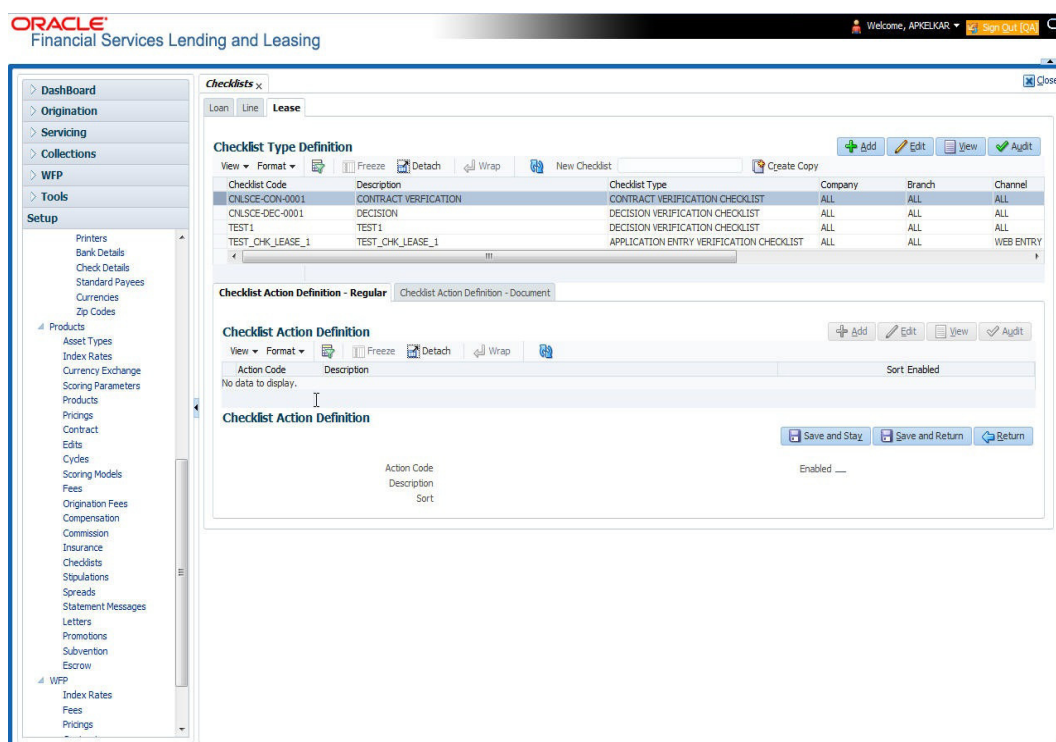 ORACLE
Financial Services Lending and Leasing
Welcome, APKELKAR
Sign Out [QA]
DashBoard
Origination
Servicing
Collections
WFP
Tools
Setup
Printers
Bank Details
Check Details
Standard Payees
Currencies
Zip Codes
Products
Asset Types
Index Rates
Currency Exchange
Scoring Parameters
Products
Pricings
Contract
Edits
Cycles
Scoring Models
Fees
Origination Fees
Compensation
Commission
Insurance
Checklists
Stipulations
Spreads
Statement Messages
Letters
Promotions
Subvention
Escrow
WFP
Index Rates
Fees
Pricings
Checklists x
Close
Loan Line Lease
Checklist Type Definition
Add Edit View Audit
View Format Freeze Detach Wrap New Checklist Create Copy
Checklist Code Description Checklist Type Company Branch Channel
CNLSCE-CON-0001 CONTRACT VERFICATION CONTRACT VERIFICATION CHECKLIST ALL ALL ALL
CNLSCE-DEC-0001 DECISION DECISION VERIFICATION CHECKLIST ALL ALL ALL
TEST1 TEST1 DECISION VERIFICATION CHECKLIST ALL ALL ALL
TEST_CHK_LEASE_1 TEST_CHK_LEASE_1 APPLICATION ENTRY VERIFICATION CHECKLIST ALL ALL WEB ENTRY
Checklist Action Definition - Regular Checklist Action Definition - Document
Checklist Action Definition
Add Edit View Audit
View Format Freeze Detach Wrap
Action Code Description Sort Enabled
No data to display.
Checklist Action Definition
Save and Stay Save and Return Return
Action Code Enabled
Description
Sort